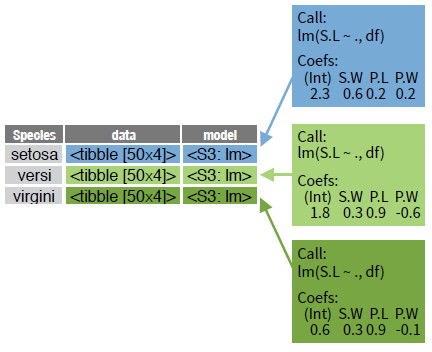 Call:
lm(S.L ~ ., df)
Coefs:
(Int) S.W P.L P.W
2.3 0.6 0.2 0.2
Species data model
setosa <tibble [50x4]> <S3: lm>
versi <tibble [50x4]> <S3: lm>
virgini <tibble [50x4]> <S3: lm>
Call:
lm(S.L ~ ., df)
Coefs:
(Int) S.W P.L P.W
1.8 0.3 0.9 -0.6
Call:
lm(S.L ~ ., df)
Coefs:
(Int) S.W P.L P.W
0.6 0.3 0.9 -0.1